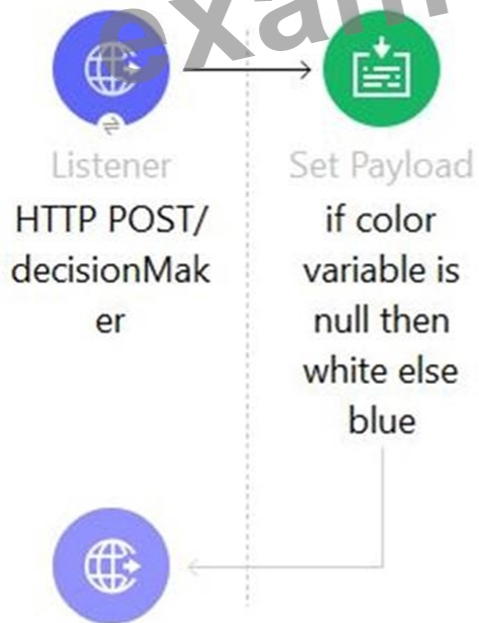 exam
Listener
Set Payload
HTTP POST/
decisionMak
er
if color
variable is
null then
white else
blue